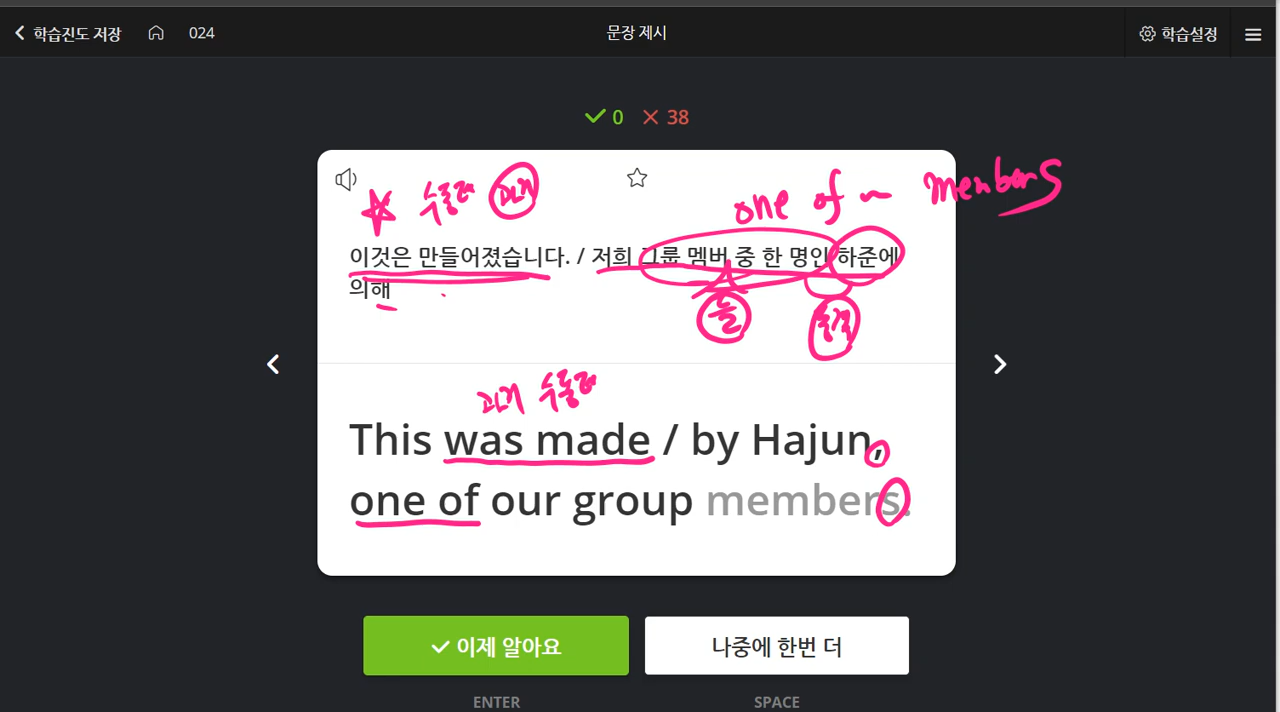 학습진도 저장 024 문장 제시 학습설정
0 38
수동태 과거
one of ~ members
이것은 만들어졌습니다. / 저희 그룹 멤버 중 한 명인 하준에
의해
들 동격
과거 수동태
This was made / by Hajun,
one of our group members.
이제 알아요 나중에 한번 더
ENTER SPACE